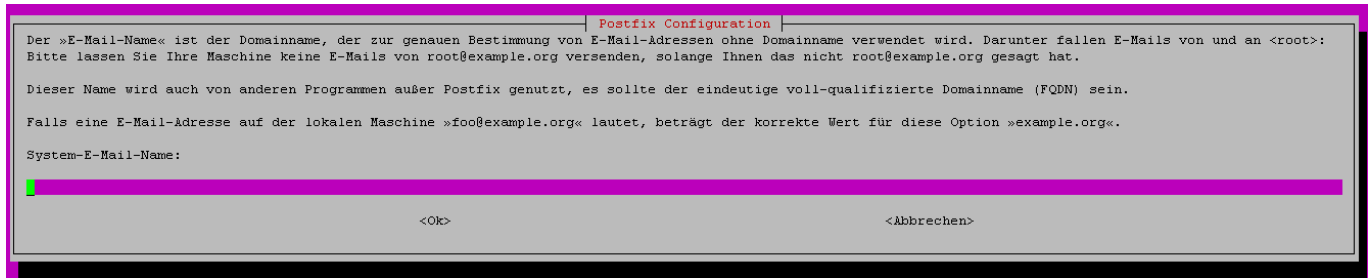 Postfix Configuration
Der »E-Mail-Name« ist der Domainname, der zur genauen Bestimmung von E-Mail-Adressen ohne Domainname verwendet wird. Darunter fallen E-Mails von und an <root>:
Bitte lassen Sie Ihre Maschine keine E-Mails von root@example.org versenden, solange Ihnen das nicht root@example.org gesagt hat.
Dieser Name wird auch von anderen Programmen außer Postfix genutzt, es sollte der eindeutige voll-qualifizierte Domainname (FQDN) sein.
Falls eine E-Mail-Adresse auf der lokalen Maschine »foo@example.org« lautet, beträgt der korrekte Wert für diese Option »example.org«.
System-E-Mail-Name:
<Ok> <Abbrechen>